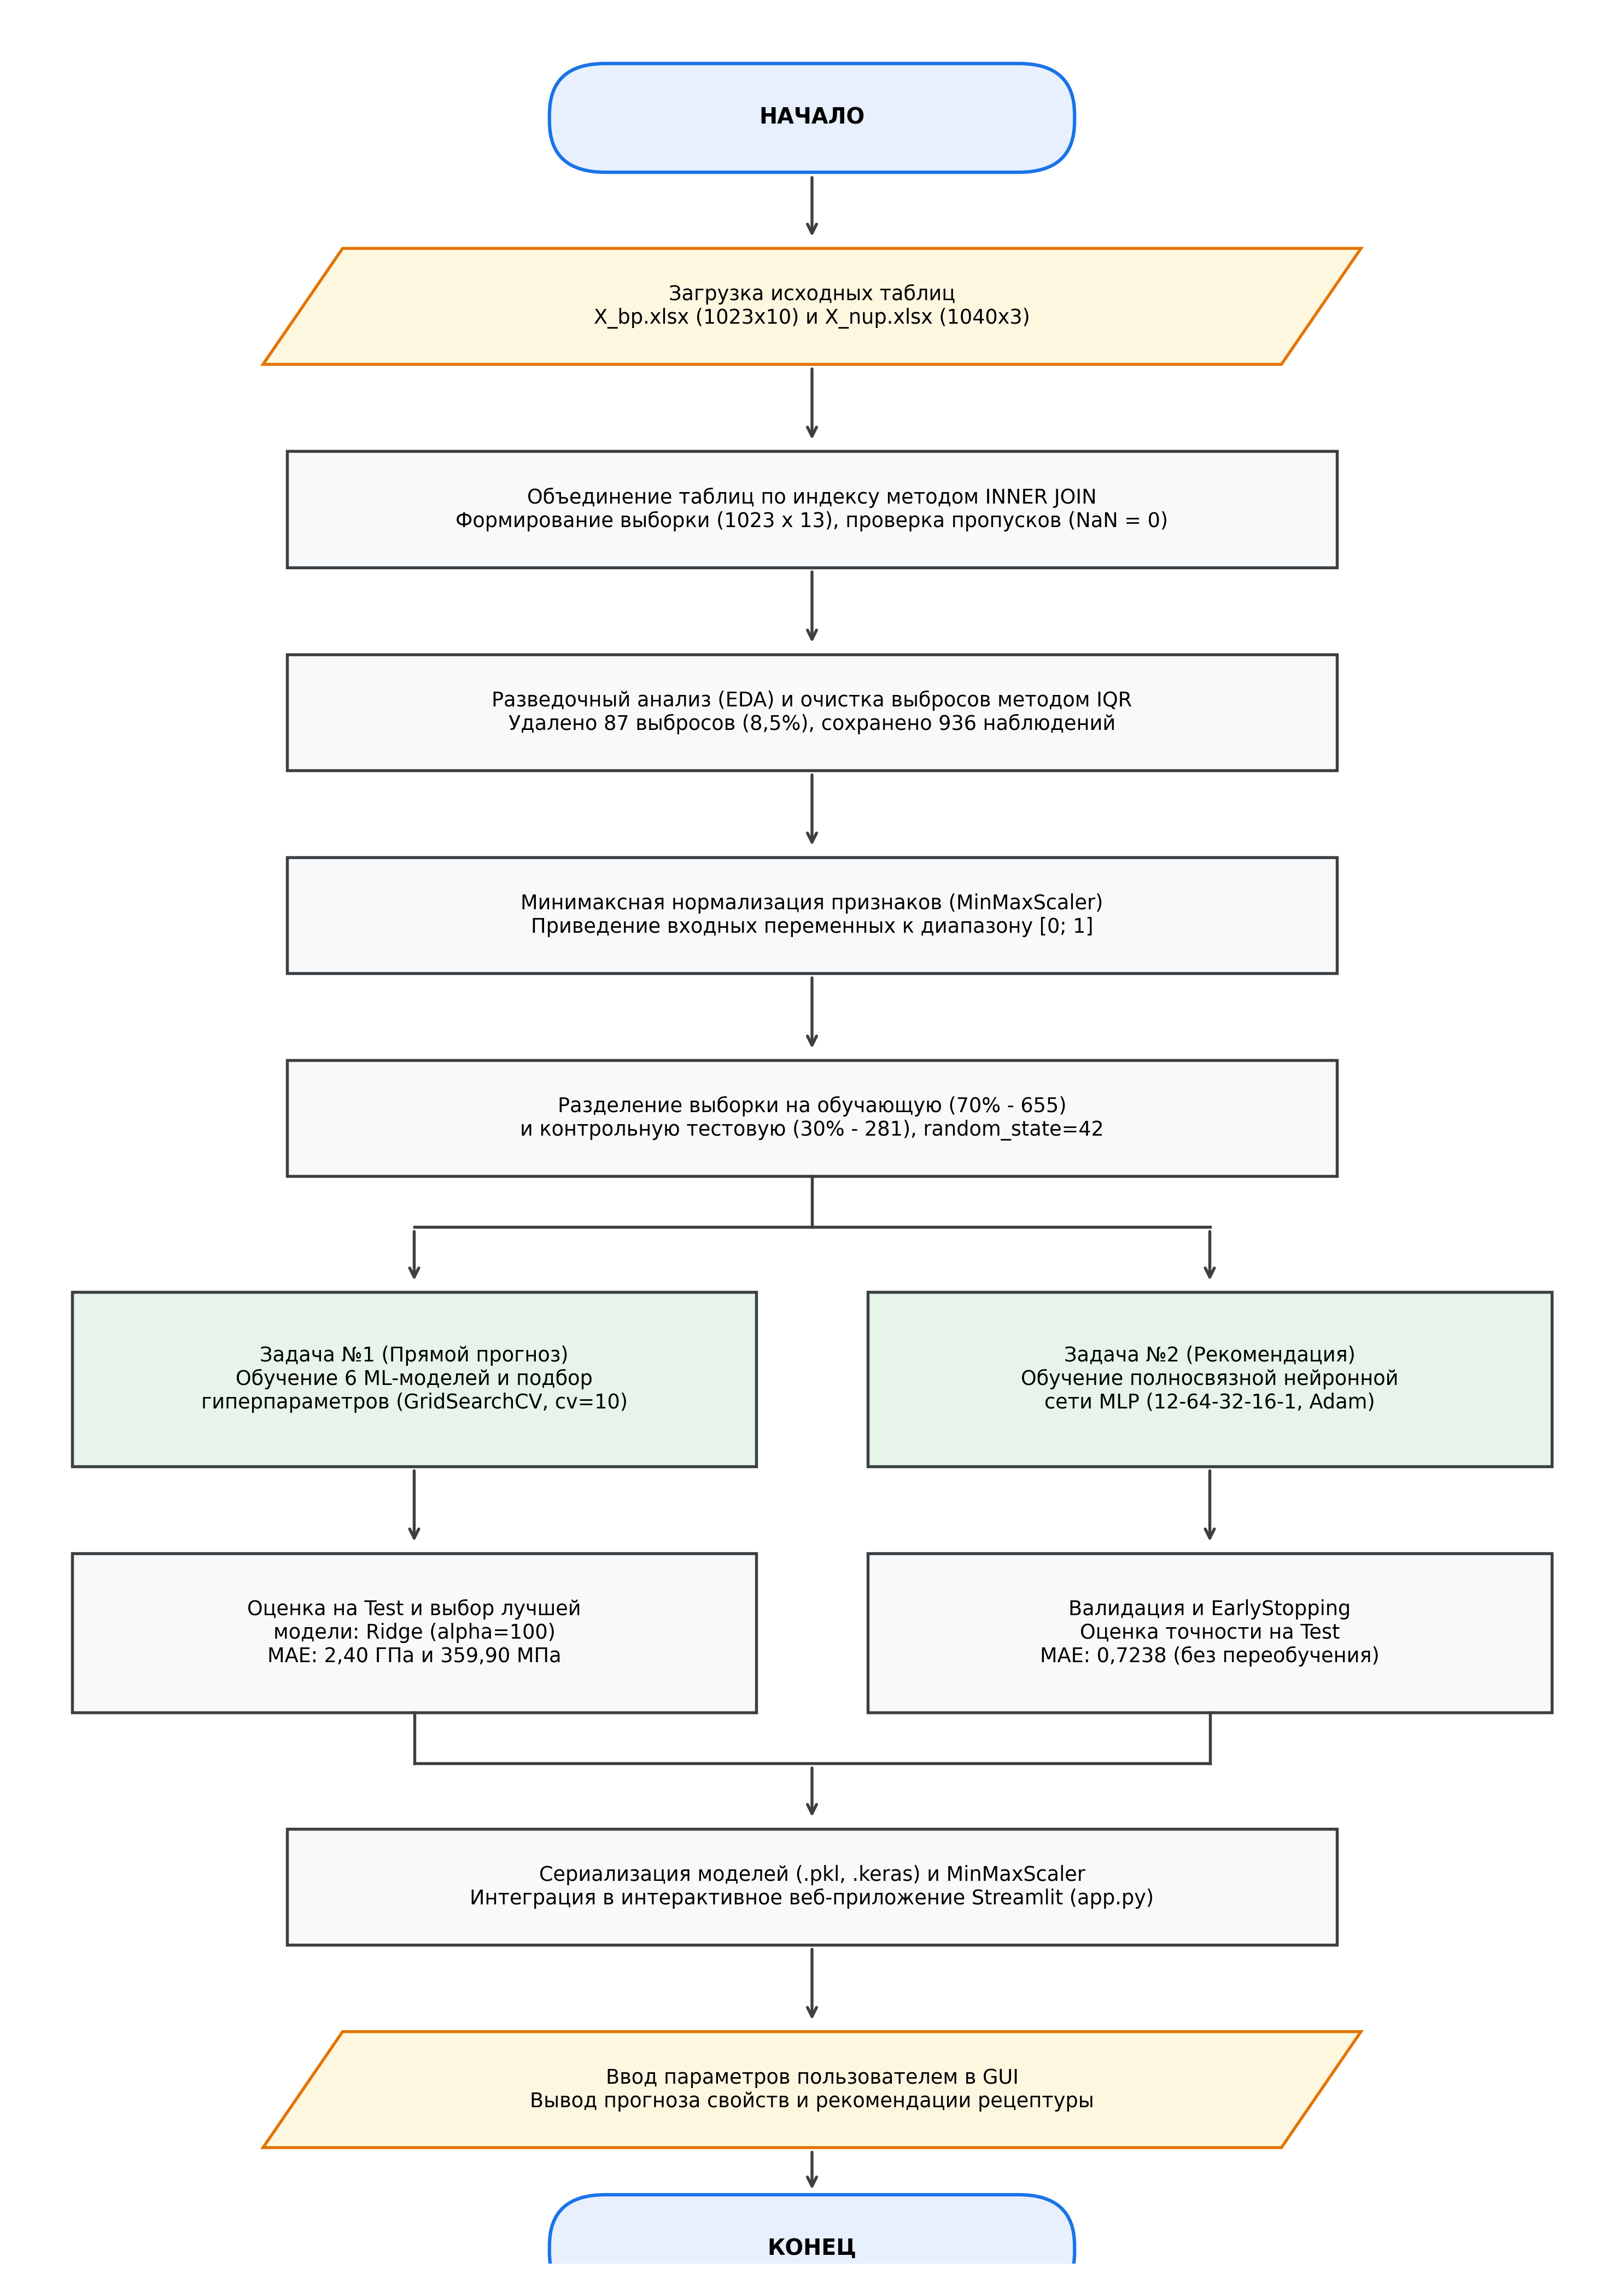 НАЧАЛО
Загрузка исходных таблиц
X_bp.xlsx (1023x10) и X_nup.xlsx (1040x3)
Объединение таблиц по индексу методом INNER JOIN
Формирование выборки (1023 x 13), проверка пропусков (NaN = 0)
Разведочный анализ (EDA) и очистка выбросов методом IQR
Удалено 87 выбросов (8,5%), сохранено 936 наблюдений
Минимаксная нормализация признаков (MinMaxScaler)
Приведение входных переменных к диапазону [0; 1]
Разделение выборки на обучающую (70% - 655)
и контрольную тестовую (30% - 281), random_state=42
Задача №1 (Прямой прогноз)
Обучение 6 ML-моделей и подбор
гиперпараметров (GridSearchCV, cv=10)
Задача №2 (Рекомендация)
Обучение полносвязной нейронной
сети MLP (12-64-32-16-1, Adam)
Оценка на Test и выбор лучшей
модели: Ridge (alpha=100)
MAE: 2,40 ГПа и 359,90 МПа
Валидация и EarlyStopping
Оценка точности на Test
MAE: 0,7238 (без переобучения)
Сериализация моделей (.pkl, .keras) и MinMaxScaler
Интеграция в интерактивное веб-приложение Streamlit (app.py)
Ввод параметров пользователем в GUI
Вывод прогноза свойств и рекомендации рецептуры
КОНЕЦ